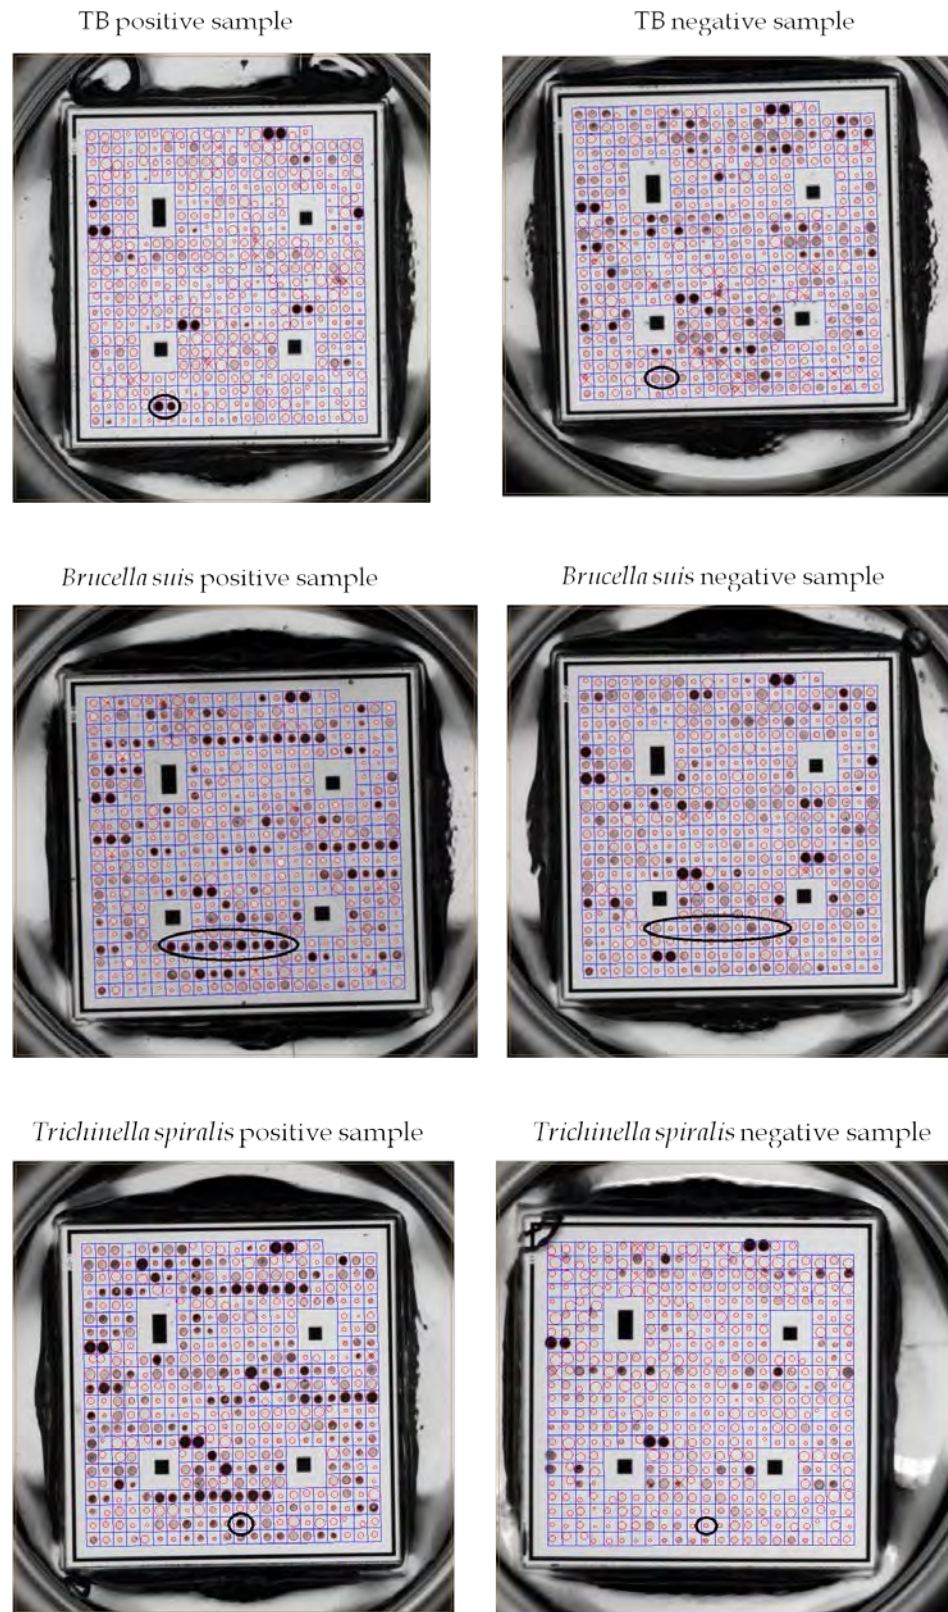 TB positive sample
TB negative sample
Brucella suis positive sample
Brucella suis negative sample
Trichinella spiralis positive sample
Trichinella spiralis negative sample